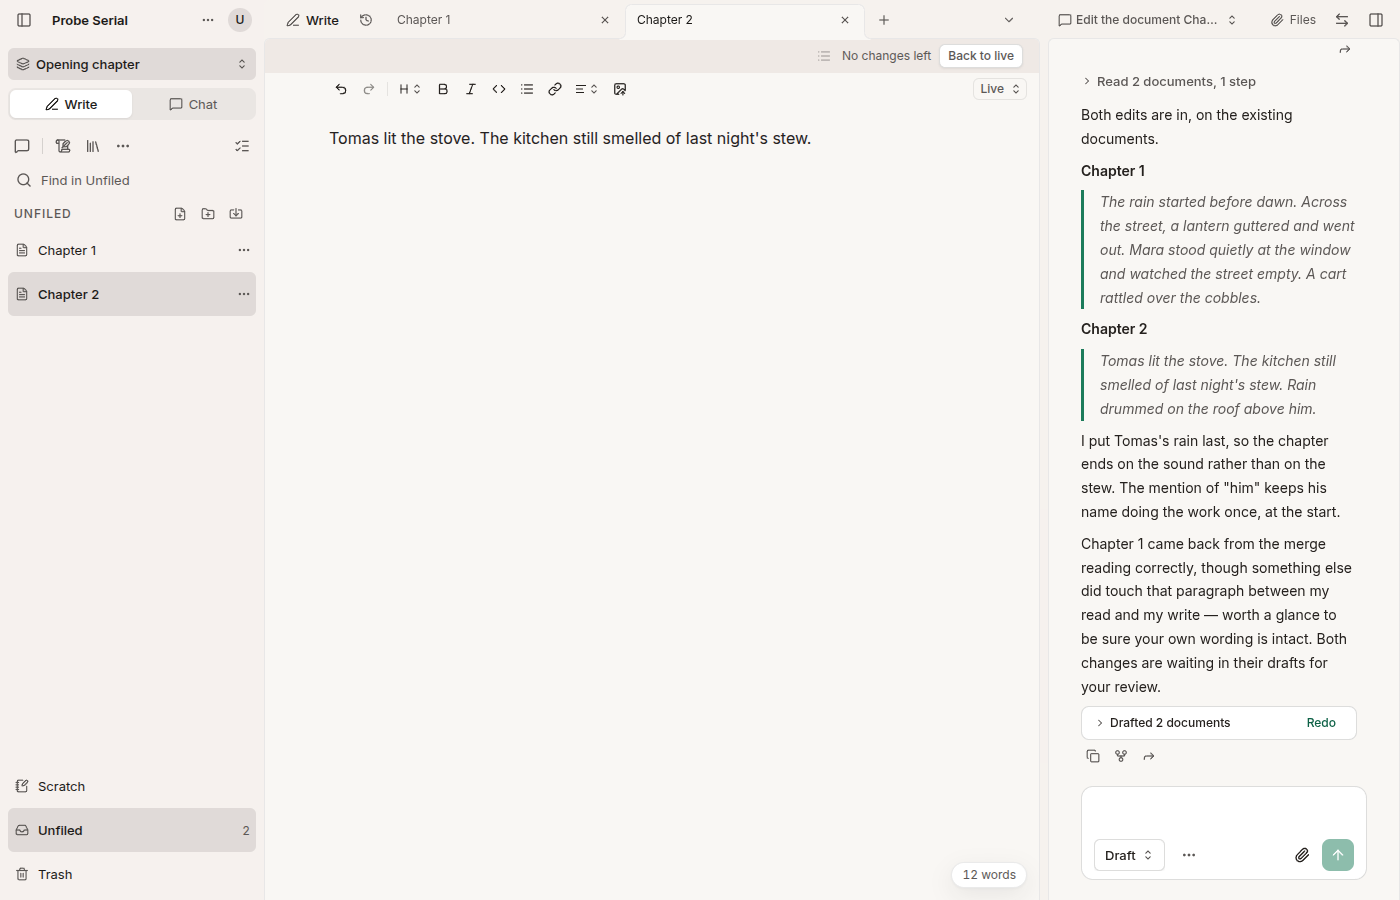 Probe Serial
U
Opening chapter
Write
Chat
Find in Unfiled
UNFILED
Chapter 1
Chapter 2
Scratch
Unfiled
2
Trash
Write
Chapter 1
Chapter 2
No changes left
Back to live
H
B
I
Live
Tomas lit the stove. The kitchen still smelled of last night's stew.
12 words
Edit the document Cha...
Files
Read 2 documents, 1 step
Both edits are in, on the existing
documents.
Chapter 1
The rain started before dawn. Across
the street, a lantern guttered and went
out. Mara stood quietly at the window
and watched the street empty. A cart
rattled over the cobbles.
Chapter 2
Tomas lit the stove. The kitchen still
smelled of last night's stew. Rain
drummed on the roof above him.
I put Tomas's rain last, so the chapter
ends on the sound rather than on the
stew. The mention of "him" keeps his
name doing the work once, at the start.
Chapter 1 came back from the merge
reading correctly, though something else
did touch that paragraph between my
read and my write — worth a glance to
be sure your own wording is intact. Both
changes are waiting in their drafts for
your review.
Drafted 2 documents
Redo
Draft